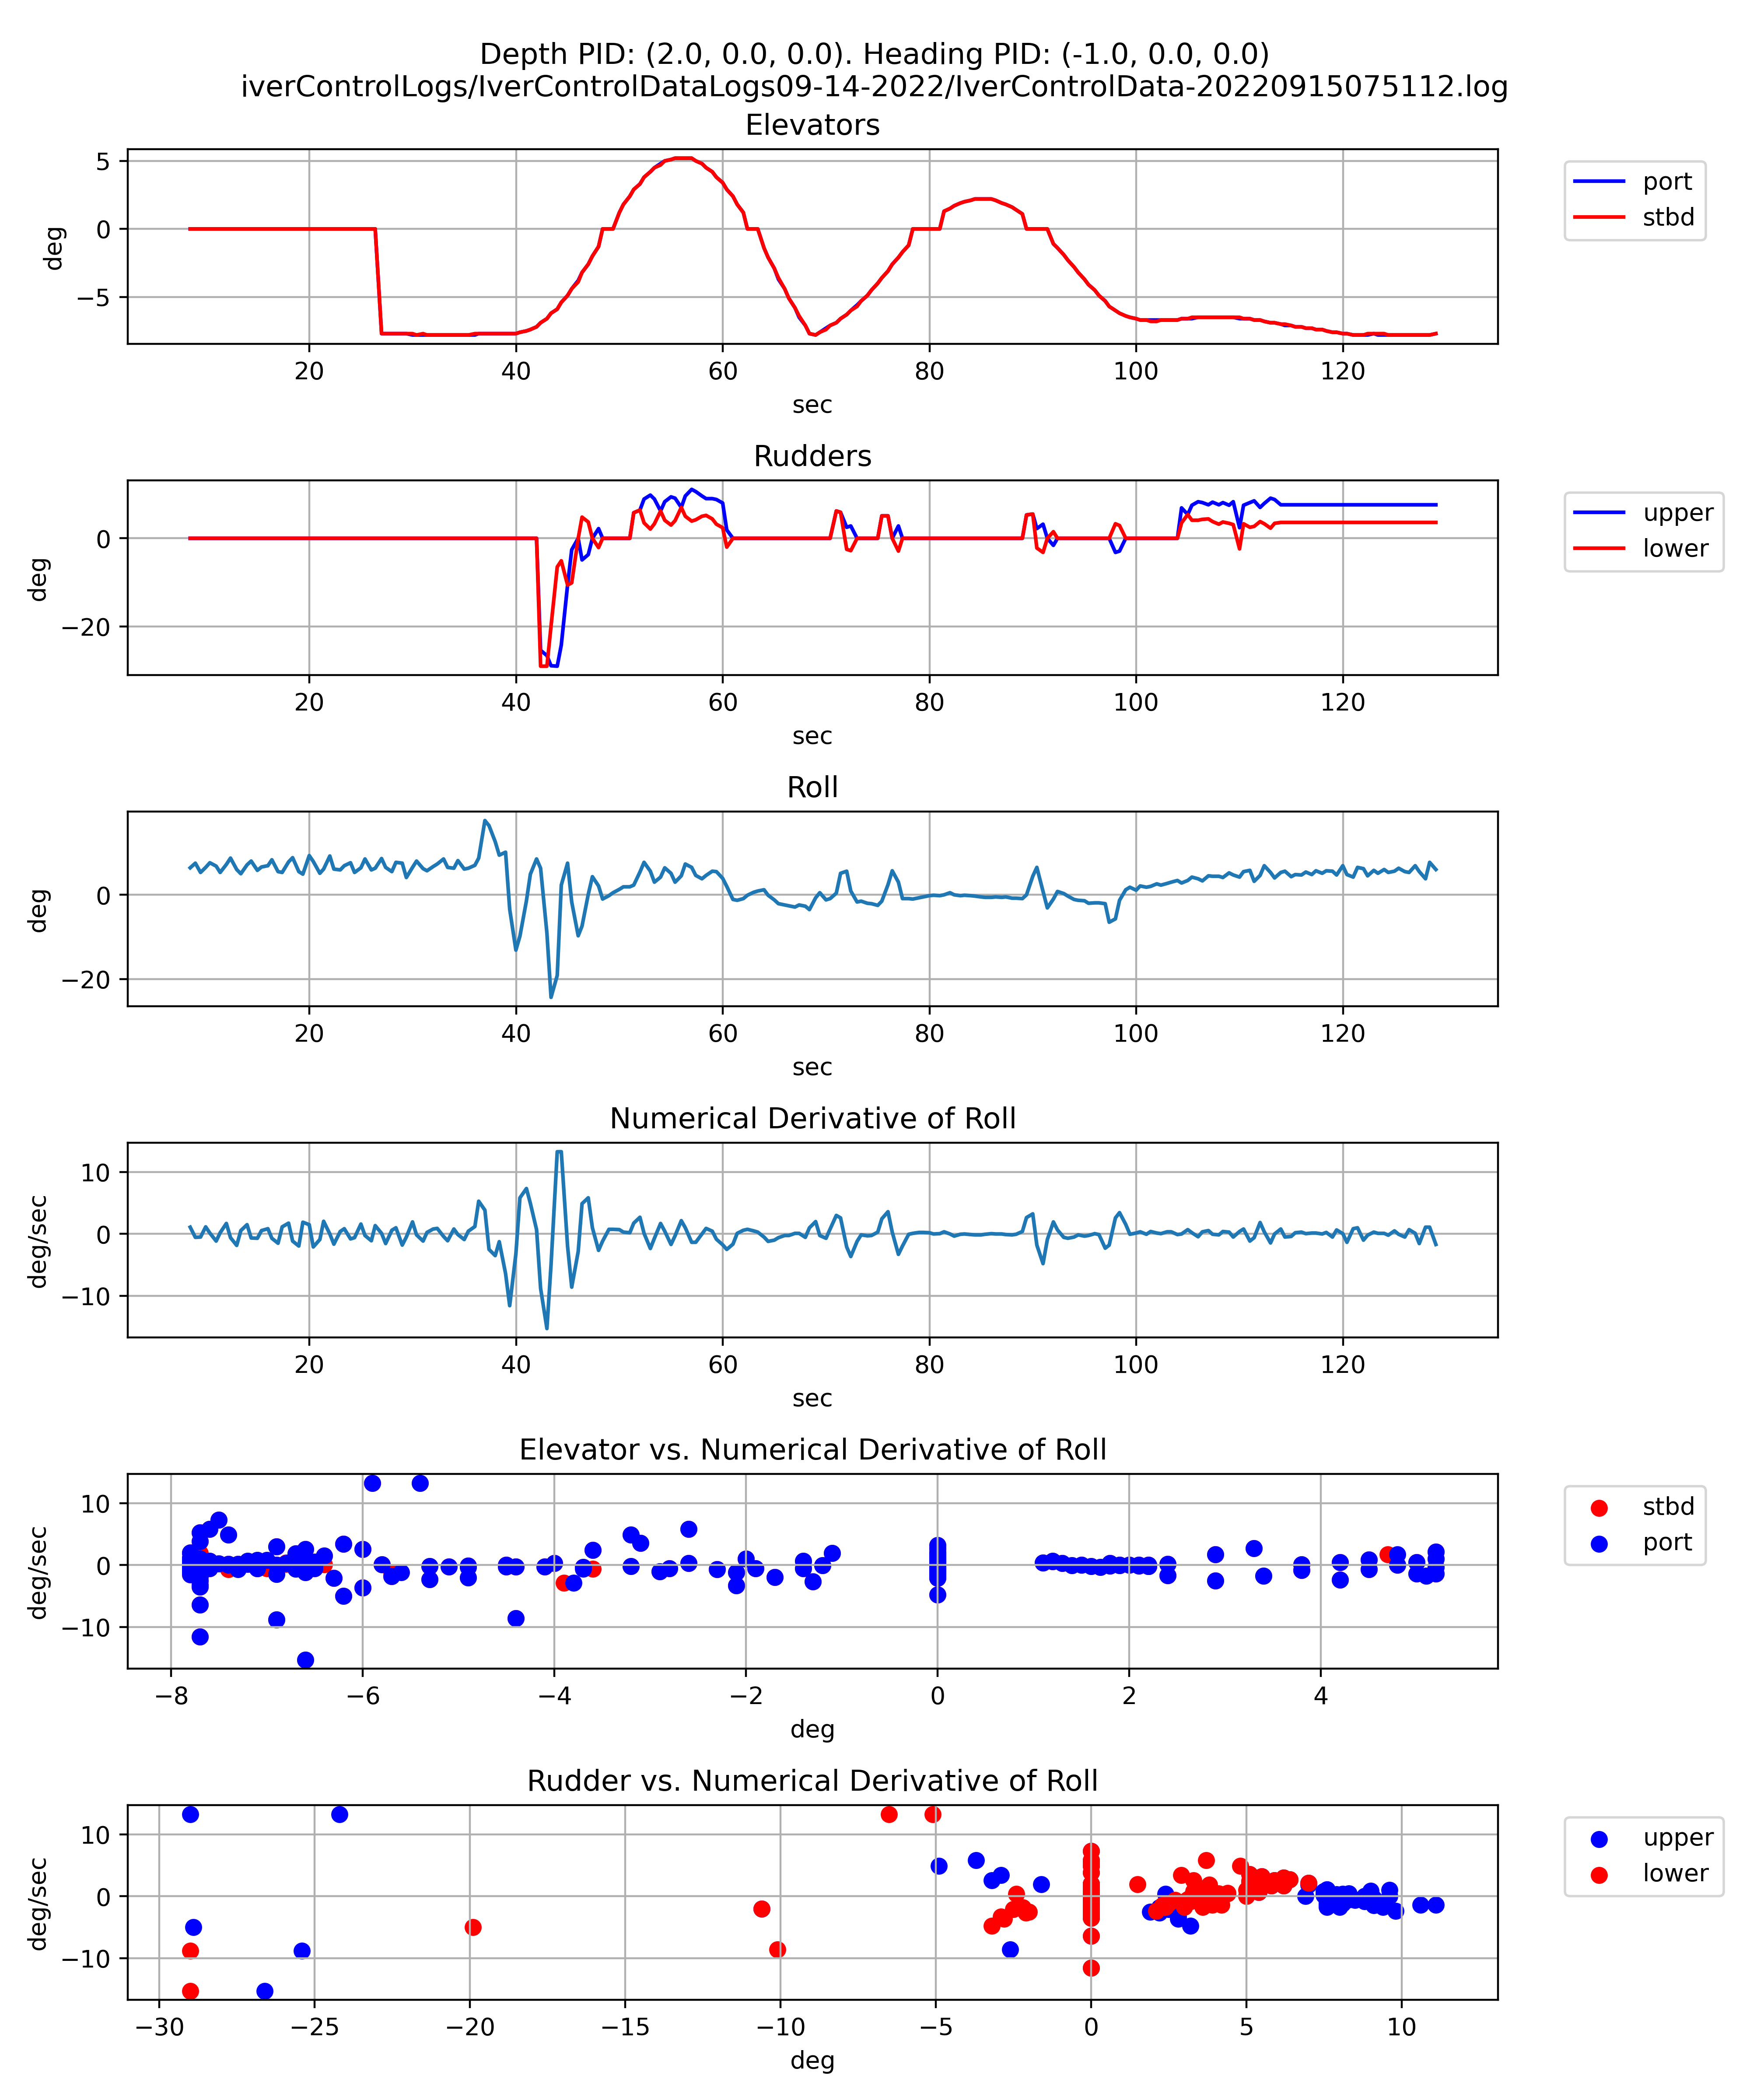 Depth PID: (2.0, 0.0, 0.0). Heading PID: (-1.0, 0.0, 0.0)
iverControlLogs/IverControlDataLogs09-14-2022/IverControlData-20220915075112.log
Elevators
5
0
−5
deg
20 40 60 80 100 120
sec
port
stbd
Rudders
0
−20
deg
20 40 60 80 100 120
sec
upper
lower
Roll
0
−20
deg
20 40 60 80 100 120
sec
Numerical Derivative of Roll
10
0
−10
deg/sec
20 40 60 80 100 120
sec
Elevator vs. Numerical Derivative of Roll
10
0
−10
deg/sec
−8 −6 −4 −2 0 2 4
deg
stbd
port
Rudder vs. Numerical Derivative of Roll
10
0
−10
deg/sec
−30 −25 −20 −15 −10 −5 0 5 10
deg
upper
lower